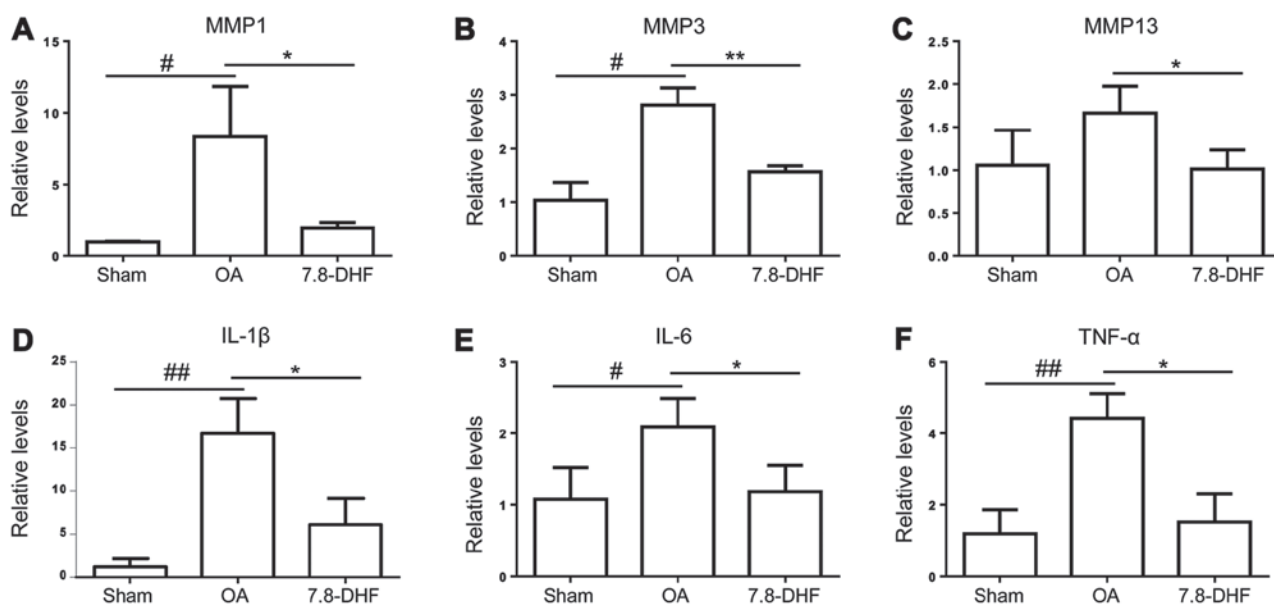 A
MMP1
Relative levels
15
10
5
0
#
*
Sham
OA
7.8-DHF
B
MMP3
Relative levels
4
3
2
1
0
#
**
Sham
OA
7.8-DHF
C
MMP13
Relative levels
2.5
2.0
1.5
1.0
0.5
0.0
*
Sham
OA
7.8-DHF
D
IL-1β
Relative levels
25
20
15
10
5
0
##
*
Sham
OA
7.8-DHF
E
IL-6
Relative levels
3
2
1
0
#
*
Sham
OA
7.8-DHF
F
TNF-α
Relative levels
6
4
2
0
##
*
Sham
OA
7.8-DHF